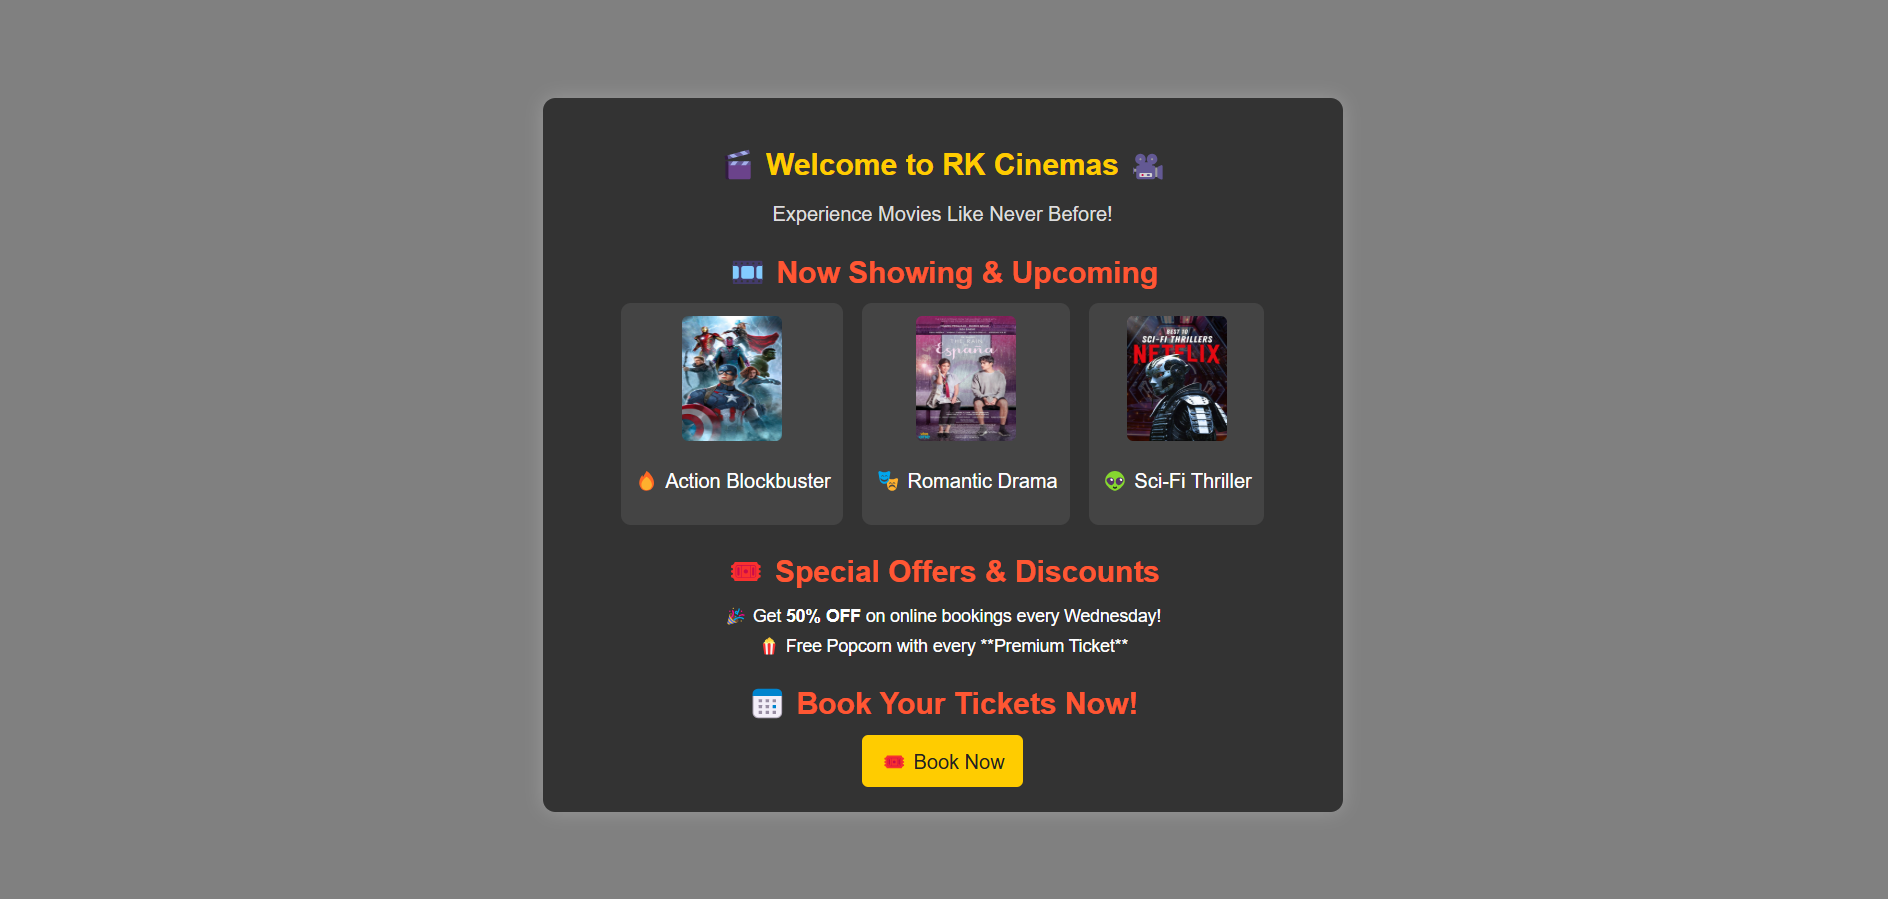 🎬 Welcome to RK Cinemas 🎥
Experience Movies Like Never Before!
🎞️ Now Showing & Upcoming
España
BEST 10
SCI-FI THRILLERS
NETFLIX
🔥 Action Blockbuster
🎭 Romantic Drama
👽 Sci-Fi Thriller
🎟️ Special Offers & Discounts
🎉 Get 50% OFF on online bookings every Wednesday!
🍿 Free Popcorn with every **Premium Ticket**
📅 Book Your Tickets Now!
🎟️ Book Now